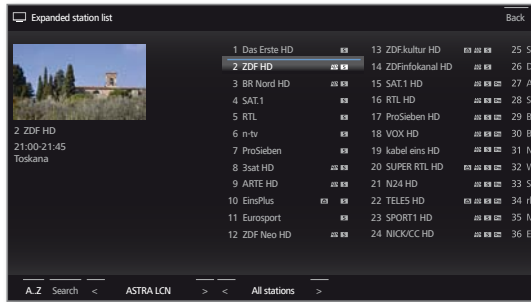 Expanded station list
Back
1 Das Erste HD
2 ZDF HD
3 BR Nord HD
4 SAT.1
5 RTL
6 n-tv
7 ProSieben
8 3sat HD
9 ARTE HD
10 EinsPlus
11 Eurosport
12 ZDF Neo HD
13 ZDF.kultur HD
14 ZDFinfokanal HD
15 SAT.1 HD
16 RTL HD
17 ProSieben HD
18 VOX HD
19 kabel eins HD
20 SUPER RTL HD
21 N24 HD
22 TELE5 HD
23 SPORT1 HD
24 NICK/CC HD
25 S
26 D
27 A
28 S
29 B
30 B
31 N
32 V
33 S
34 r
35 N
36 E
2 ZDF HD
21:00-21:45
Toskana
A..Z Search < ASTRA LCN > < All stations >